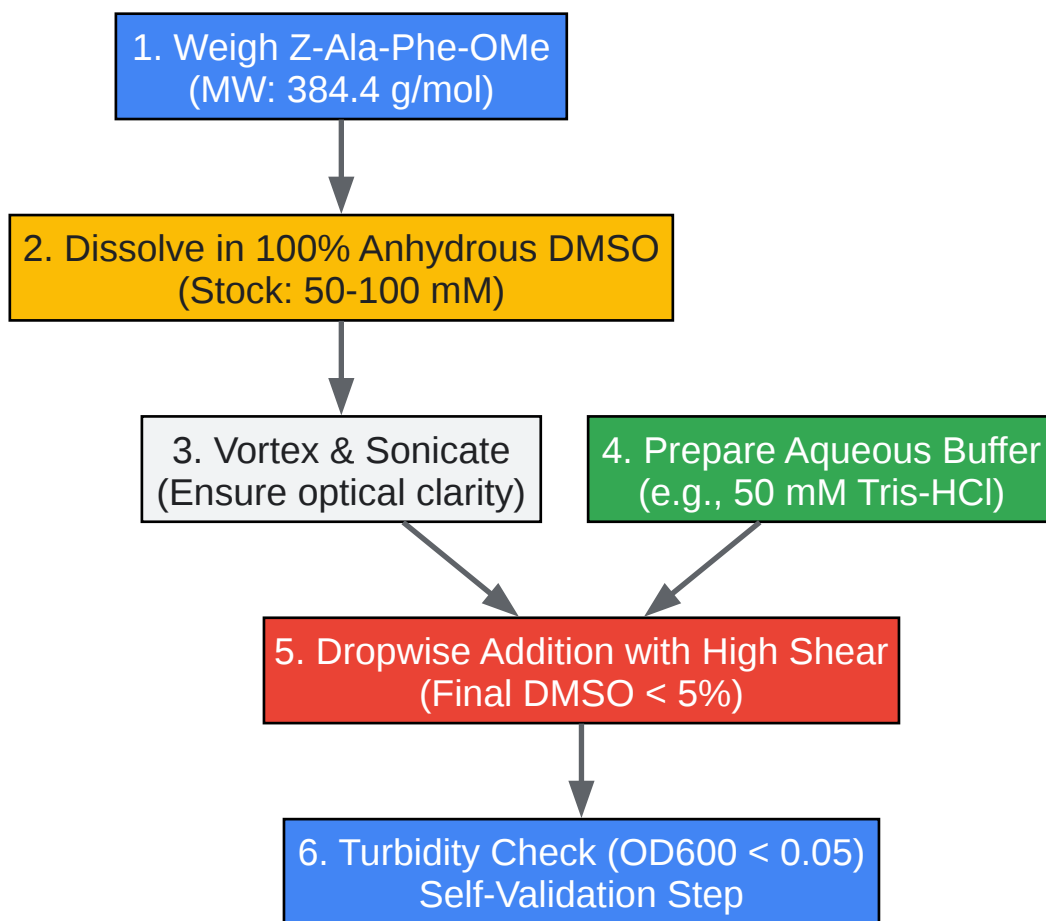 1. Weigh Z-Ala-Phe-OMe
(MW: 384.4 g/mol)
2. Dissolve in 100% Anhydrous DMSO
(Stock: 50-100 mM)
3. Vortex & Sonicate
(Ensure optical clarity)
4. Prepare Aqueous Buffer
(e.g., 50 mM Tris-HCl)
5. Dropwise Addition with High Shear
(Final DMSO < 5%)
6. Turbidity Check (OD600 < 0.05)
Self-Validation Step